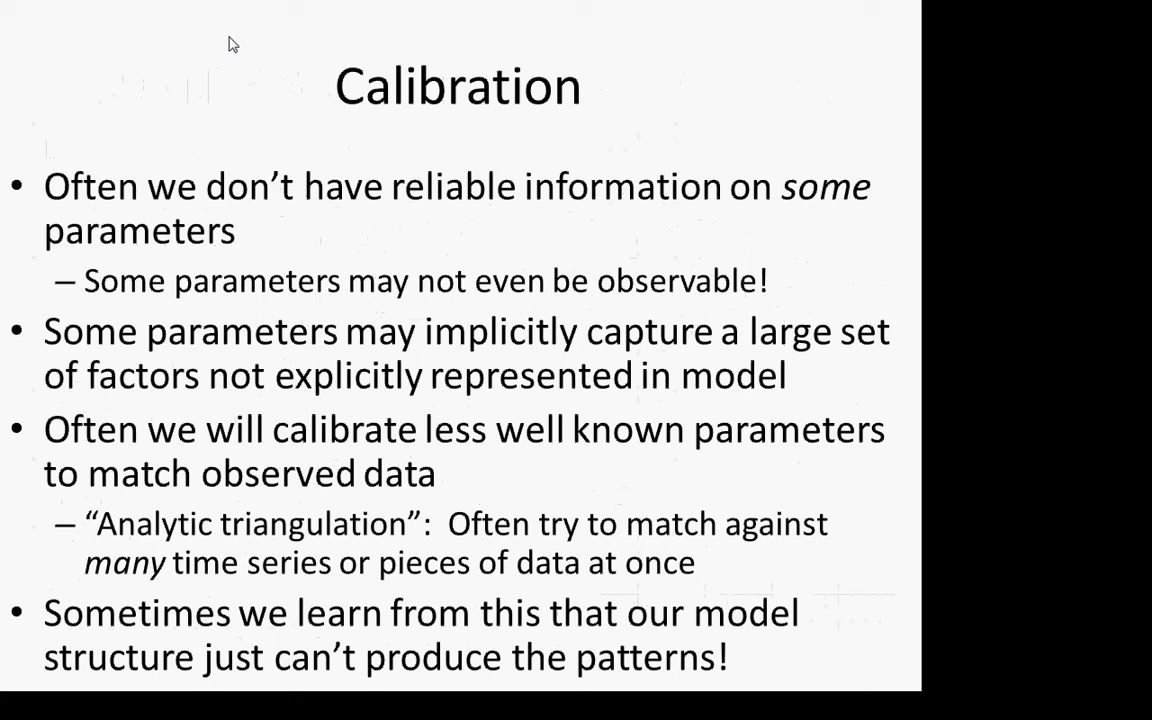 Calibration
• Often we don't have reliable information on some
parameters
– Some parameters may not even be observable!
• Some parameters may implicitly capture a large set
of factors not explicitly represented in model
• Often we will calibrate less well known parameters
to match observed data
– “Analytic triangulation”: Often try to match against
many time series or pieces of data at once
• Sometimes we learn from this that our model
structure just can't produce the patterns!